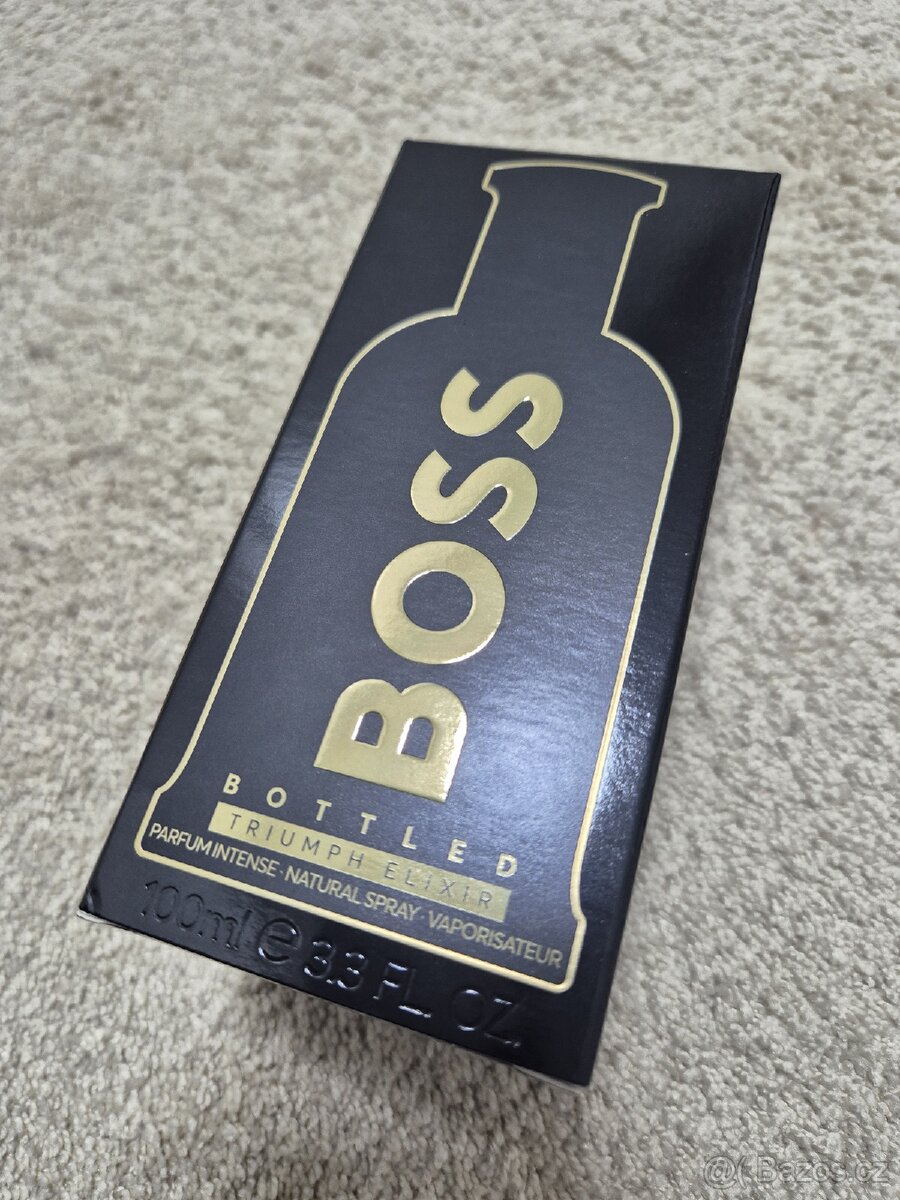 BOSS
BOTTLED
TRIUMPH ELIXIR
PARFUM INTENSE · NATURAL SPRAY · VAPORISATEUR
100ml e 3.3 FL. OZ.
@( Bazos.cz